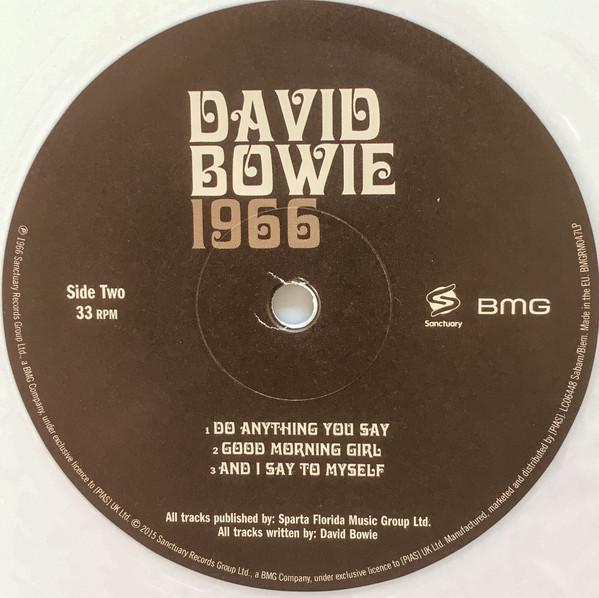 DAVID
BOWIE
1966
Side Two
33 RPM
Sanctuary
BMG
1 DO ANYTHING YOU SAY
2 GOOD MORNING GIRL
3 AND I SAY TO MYSELF
All tracks published by: Sparta Florida Music Group Ltd.
All tracks written by: David Bowie
℗ 1966 Sanctuary Records Group Ltd., a BMG Company, under exclusive licence to [PIAS] UK Ltd. © 2015 Sanctuary Records Group Ltd., a BMG Company, under exclusive licence to [PIAS] UK Ltd. Manufactured, marketed and distributed by [PIAS]. LC06448 Sabam/Biem. Made in the EU. BMGRM047LP